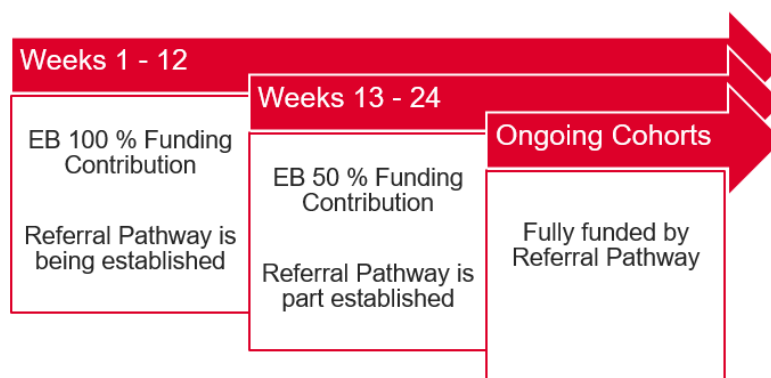 Weeks 1 - 12
EB 100 % Funding
Contribution
Referral Pathway is
being established
Weeks 13 - 24
EB 50 % Funding
Contribution
Referral Pathway is
part established
Ongoing Cohorts
Fully funded by
Referral Pathway